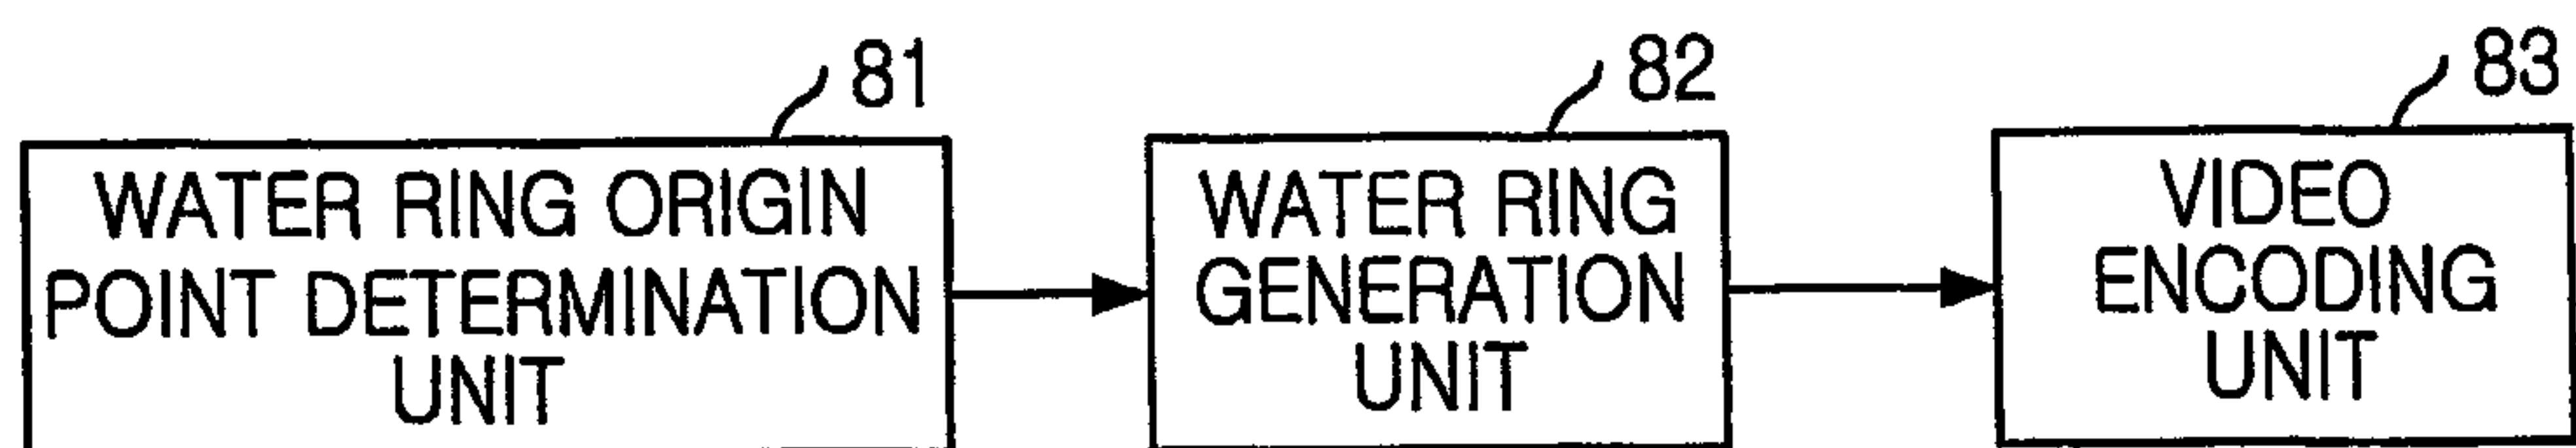 81
WATER RING ORIGIN
POINT DETERMINATION
UNIT
82
WATER RING
GENERATION
UNIT
83
VIDEO
ENCODING
UNIT